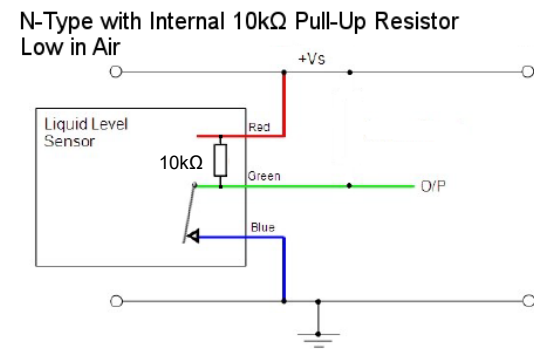 N-Type with Internal 10kΩ Pull-Up Resistor
Low in Air
+Vs
Liquid Level
Sensor
Red
10kΩ
Green
O/P
Blue